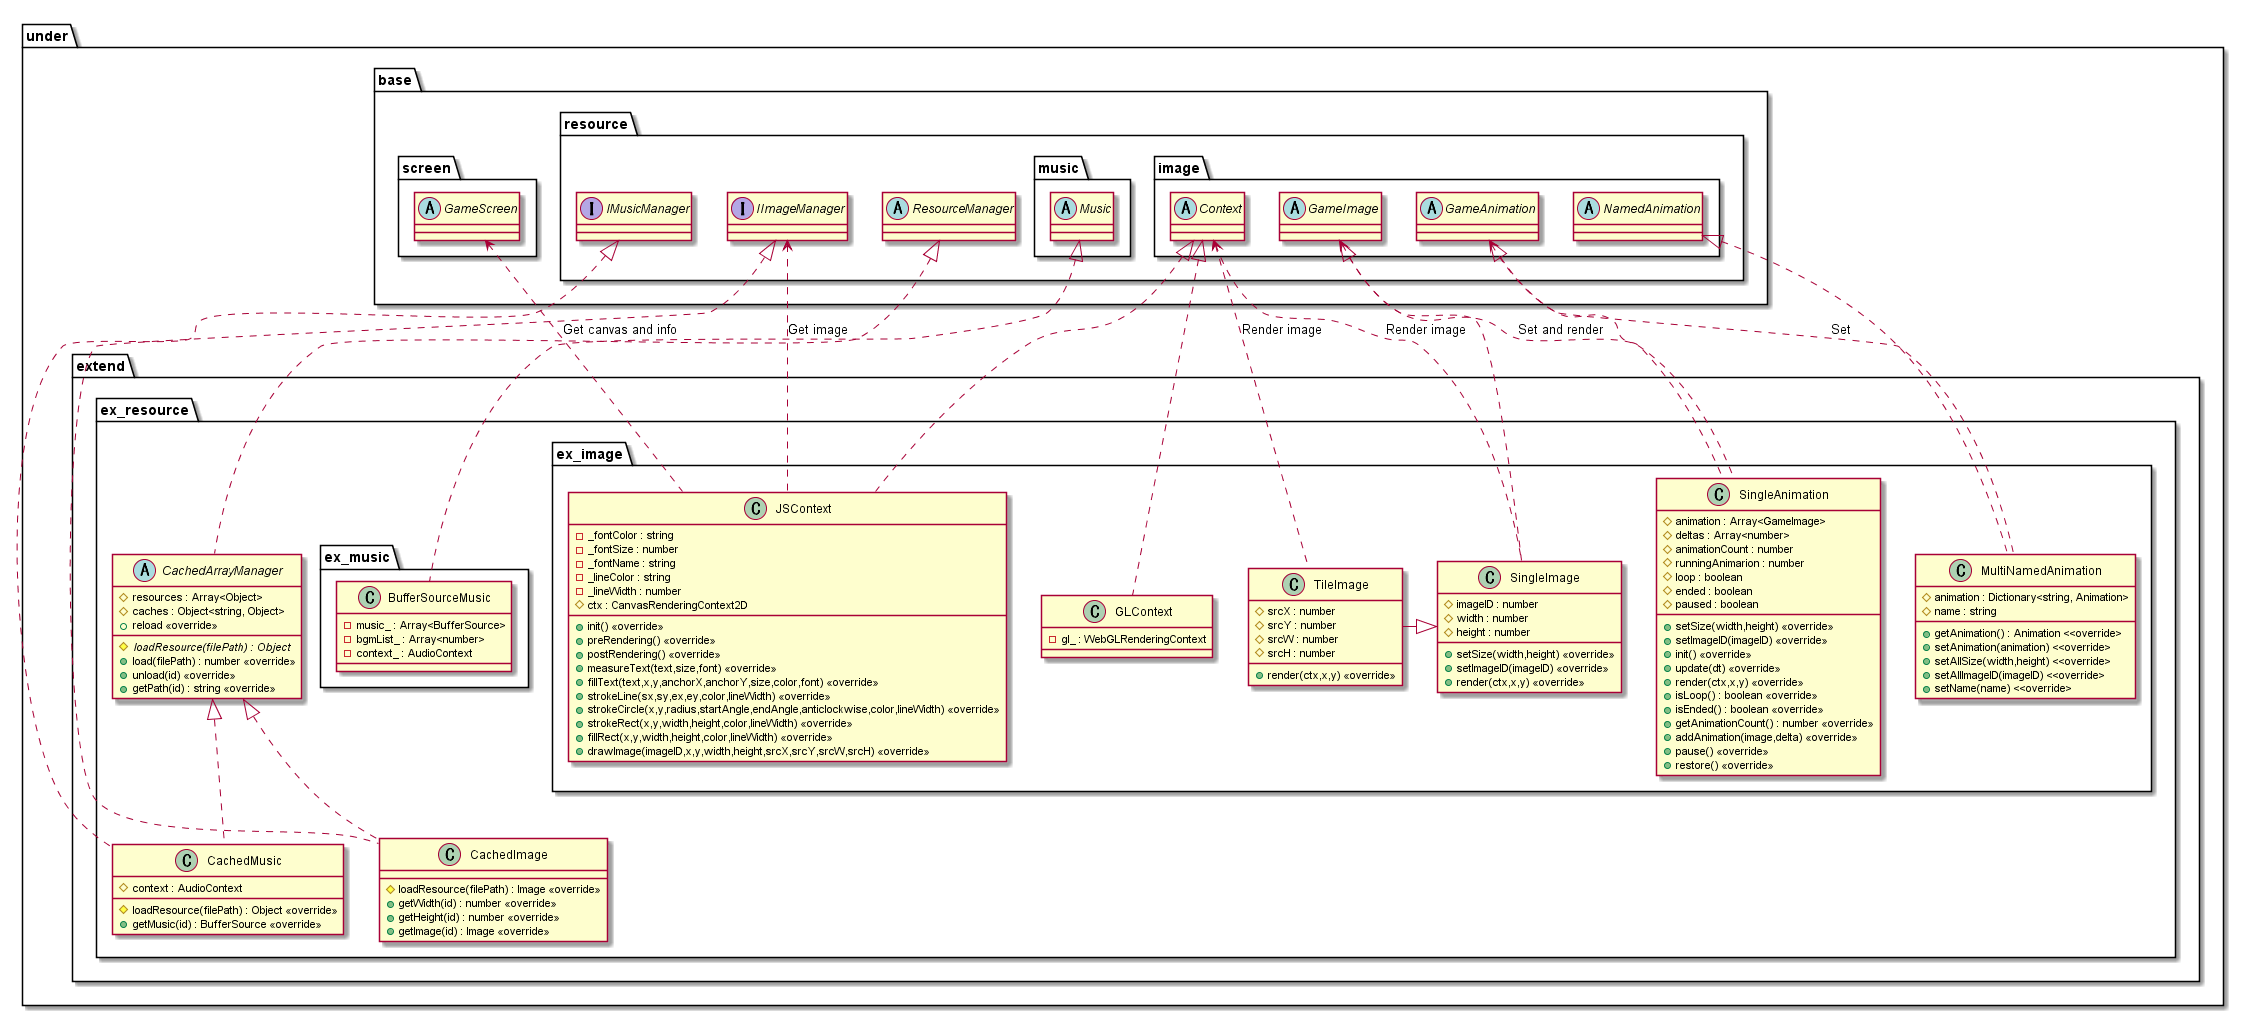 under
base
resource
screen
music
image
A GameScreen
I IMusicManager
I IImageManager
A ResourceManager
A Music
A Context
A GameImage
A GameAnimation
A NamedAnimation
Get canvas and info
Get image
Render image
Render image
Set and render
Set
extend
ex_resource
ex_image
C JSContext
_fontColor : string
_fontSize : number
_fontName : string
_lineColor : string
_lineWidth : number
ctx : CanvasRenderingContext2D
init() «override»
preRendering() «override»
postRendering() «override»
measureText(text,size,font) «override»
fillText(text,x,y,anchorX,anchorY,size,color,font) «override»
strokeLine(sx,sy,ex,ey,color,lineWidth) «override»
strokeCircle(x,y,radius,startAngle,endAngle,anticlockwise,color,lineWidth) «override»
strokeRect(x,y,width,height,color,lineWidth) «override»
fillRect(x,y,width,height,color,lineWidth) «override»
drawImage(imageID,x,y,width,height,srcX,srcY,srcW,srcH) «override»
C SingleAnimation
animation : Array<GameImage>
deltas : Array<number>
animationCount : number
runningAnimarion : number
loop : boolean
ended : boolean
paused : boolean
setSize(width,height) «override»
setImageID(imageID) «override»
init() «override»
update(dt) «override»
render(ctx,x,y) «override»
isLoop() : boolean «override»
isEnded() : boolean «override»
getAnimationCount() : number «override»
addAnimation(image,delta) «override»
pause() «override»
restore() «override»
A CachedArrayManager
resources : Array<Object>
caches : Object<string, Object>
reload «override»
loadResource(filePath) : Object
load(filePath) : number «override»
unload(id) «override»
getPath(id) : string «override»
ex_music
C BufferSourceMusic
music_ : Array<BufferSource>
bgmList_ : Array<number>
context_ : AudioContext
C GLContext
gl_ : WebGLRenderingContext
C TileImage
srcX : number
srcY : number
srcW : number
srcH : number
render(ctx,x,y) «override»
C SingleImage
imageID : number
width : number
height : number
setSize(width,height) «override»
setImageID(imageID) «override»
render(ctx,x,y) «override»
C MultiNamedAnimation
animation : Dictionary<string, Animation>
name : string
getAnimation() : Animation <<override>
setAnimation(animation) <<override>
setAllSize(width,height) <<override>
setAllImageID(imageID) <<override>
setName(name) <<override>
C CachedMusic
context : AudioContext
loadResource(filePath) : Object «override»
getMusic(id) : BufferSource «override»
C CachedImage
loadResource(filePath) : Image «override»
getWidth(id) : number «override»
getHeight(id) : number «override»
getImage(id) : Image «override»